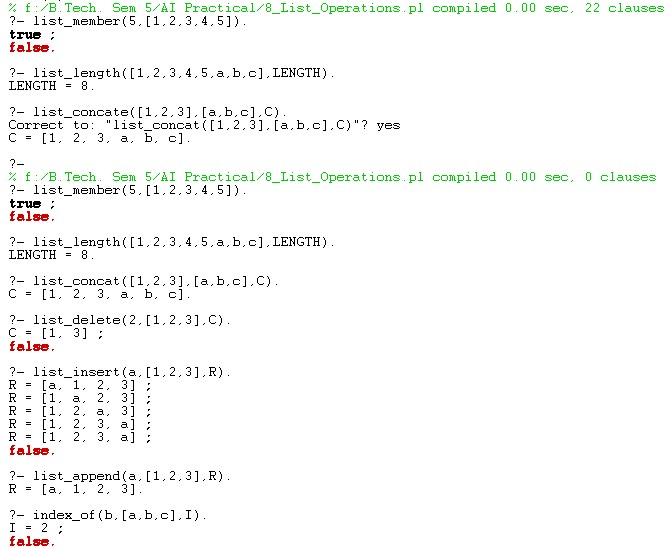 % f:/B.Tech. Sem 5/AI Practical/8_List_Operations.pl compiled 0.00 sec, 22 clauses
?- list_member(5,[1,2,3,4,5]).
true ;
false.
?- list_length([1,2,3,4,5,a,b,c],LENGTH).
LENGTH = 8.
?- list_concate([1,2,3],[a,b,c],C).
Correct to: "list_concat([1,2,3],[a,b,c],C)"? yes
C = [1, 2, 3, a, b, c].
?-
% f:/B.Tech. Sem 5/AI Practical/8_List_Operations.pl compiled 0.00 sec, 0 clauses
?- list_member(5,[1,2,3,4,5]).
true ;
false.
?- list_length([1,2,3,4,5,a,b,c],LENGTH).
LENGTH = 8.
?- list_concat([1,2,3],[a,b,c],C).
C = [1, 2, 3, a, b, c].
?- list_delete(2,[1,2,3],C).
C = [1, 3] ;
false.
?- list_insert(a,[1,2,3],R).
R = [a, 1, 2, 3] ;
R = [1, a, 2, 3] ;
R = [1, 2, a, 3] ;
R = [1, 2, 3, a] ;
R = [1, 2, 3, a] ;
false.
?- list_append(a,[1,2,3],R).
R = [a, 1, 2, 3].
?- index_of(b,[a,b,c],I).
I = 2 ;
false.